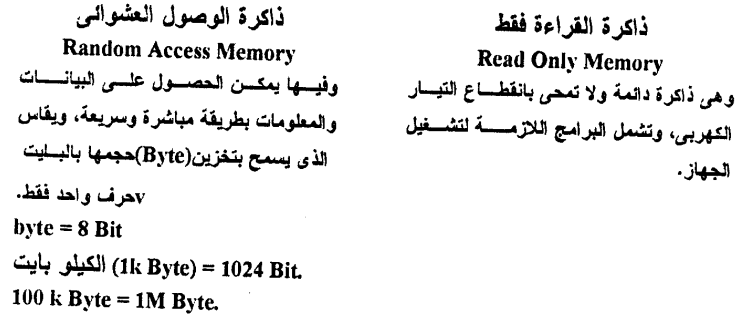 ذاكرة القراءة فقط
Read Only Memory
وهى ذاكرة دائمة ولا تمحى بانقطاع التيار
الكهربى، وتشمل البرامج اللازمة لتشغيل
الجهاز.
ذاكرة الوصول العشوائى
Random Access Memory
وفيها يمكن الحصول على البيانات
والمعلومات بطريقة مباشرة وسريعة، ويقاس
الذى يسمح بتخزين(Byte)حجمها بالبايت
vحرف واحد فقط.
byte = 8 Bit
الكيلو بايت (1k Byte) = 1024 Bit.
100 k Byte = 1M Byte.